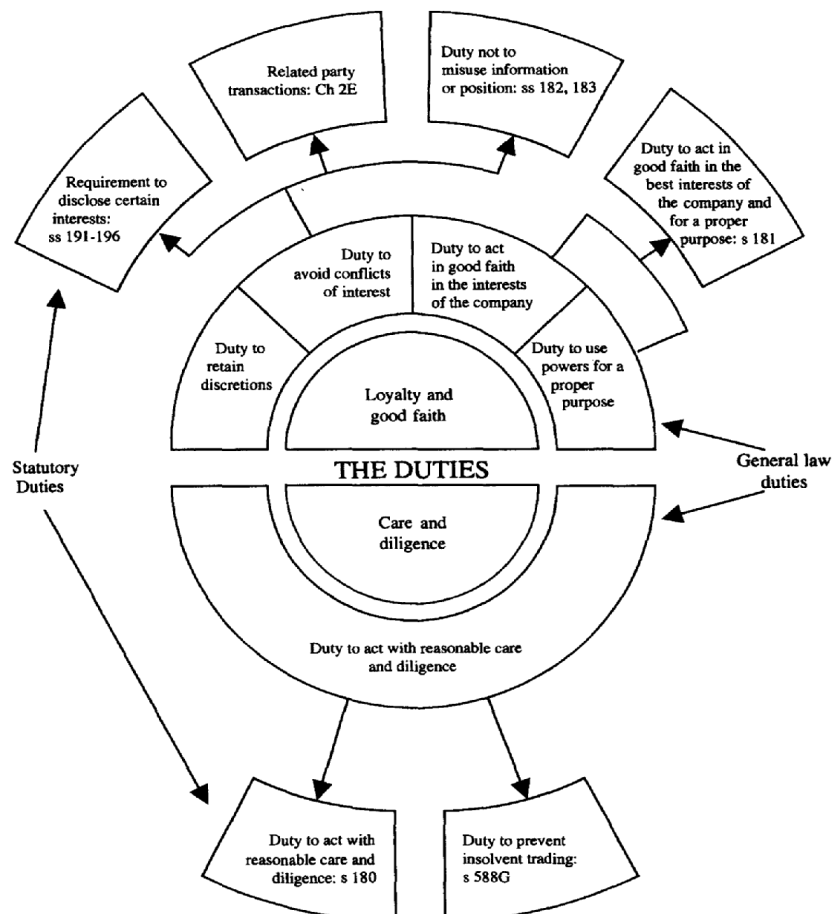 Related party
transactions: Ch 2E
Duty not to
misuse information
or position: ss 182, 183
Requirement to
disclose certain
interests:
ss 191-196
Duty to act in
good faith in the
best interests of
the company and
for a proper
purpose: s 181
Duty to
avoid conflicts
of interest
Duty to act
in good faith
in the interests
of the company
Duty to
retain
discretions
Duty to use
powers for a
proper
purpose
Loyalty and
good faith
Statutory
Duties
THE DUTIES
General law
duties
Care and
diligence
Duty to act with reasonable care
and diligence
Duty to act with
reasonable care and
diligence: s 180
Duty to prevent
insolvent trading:
s 588G